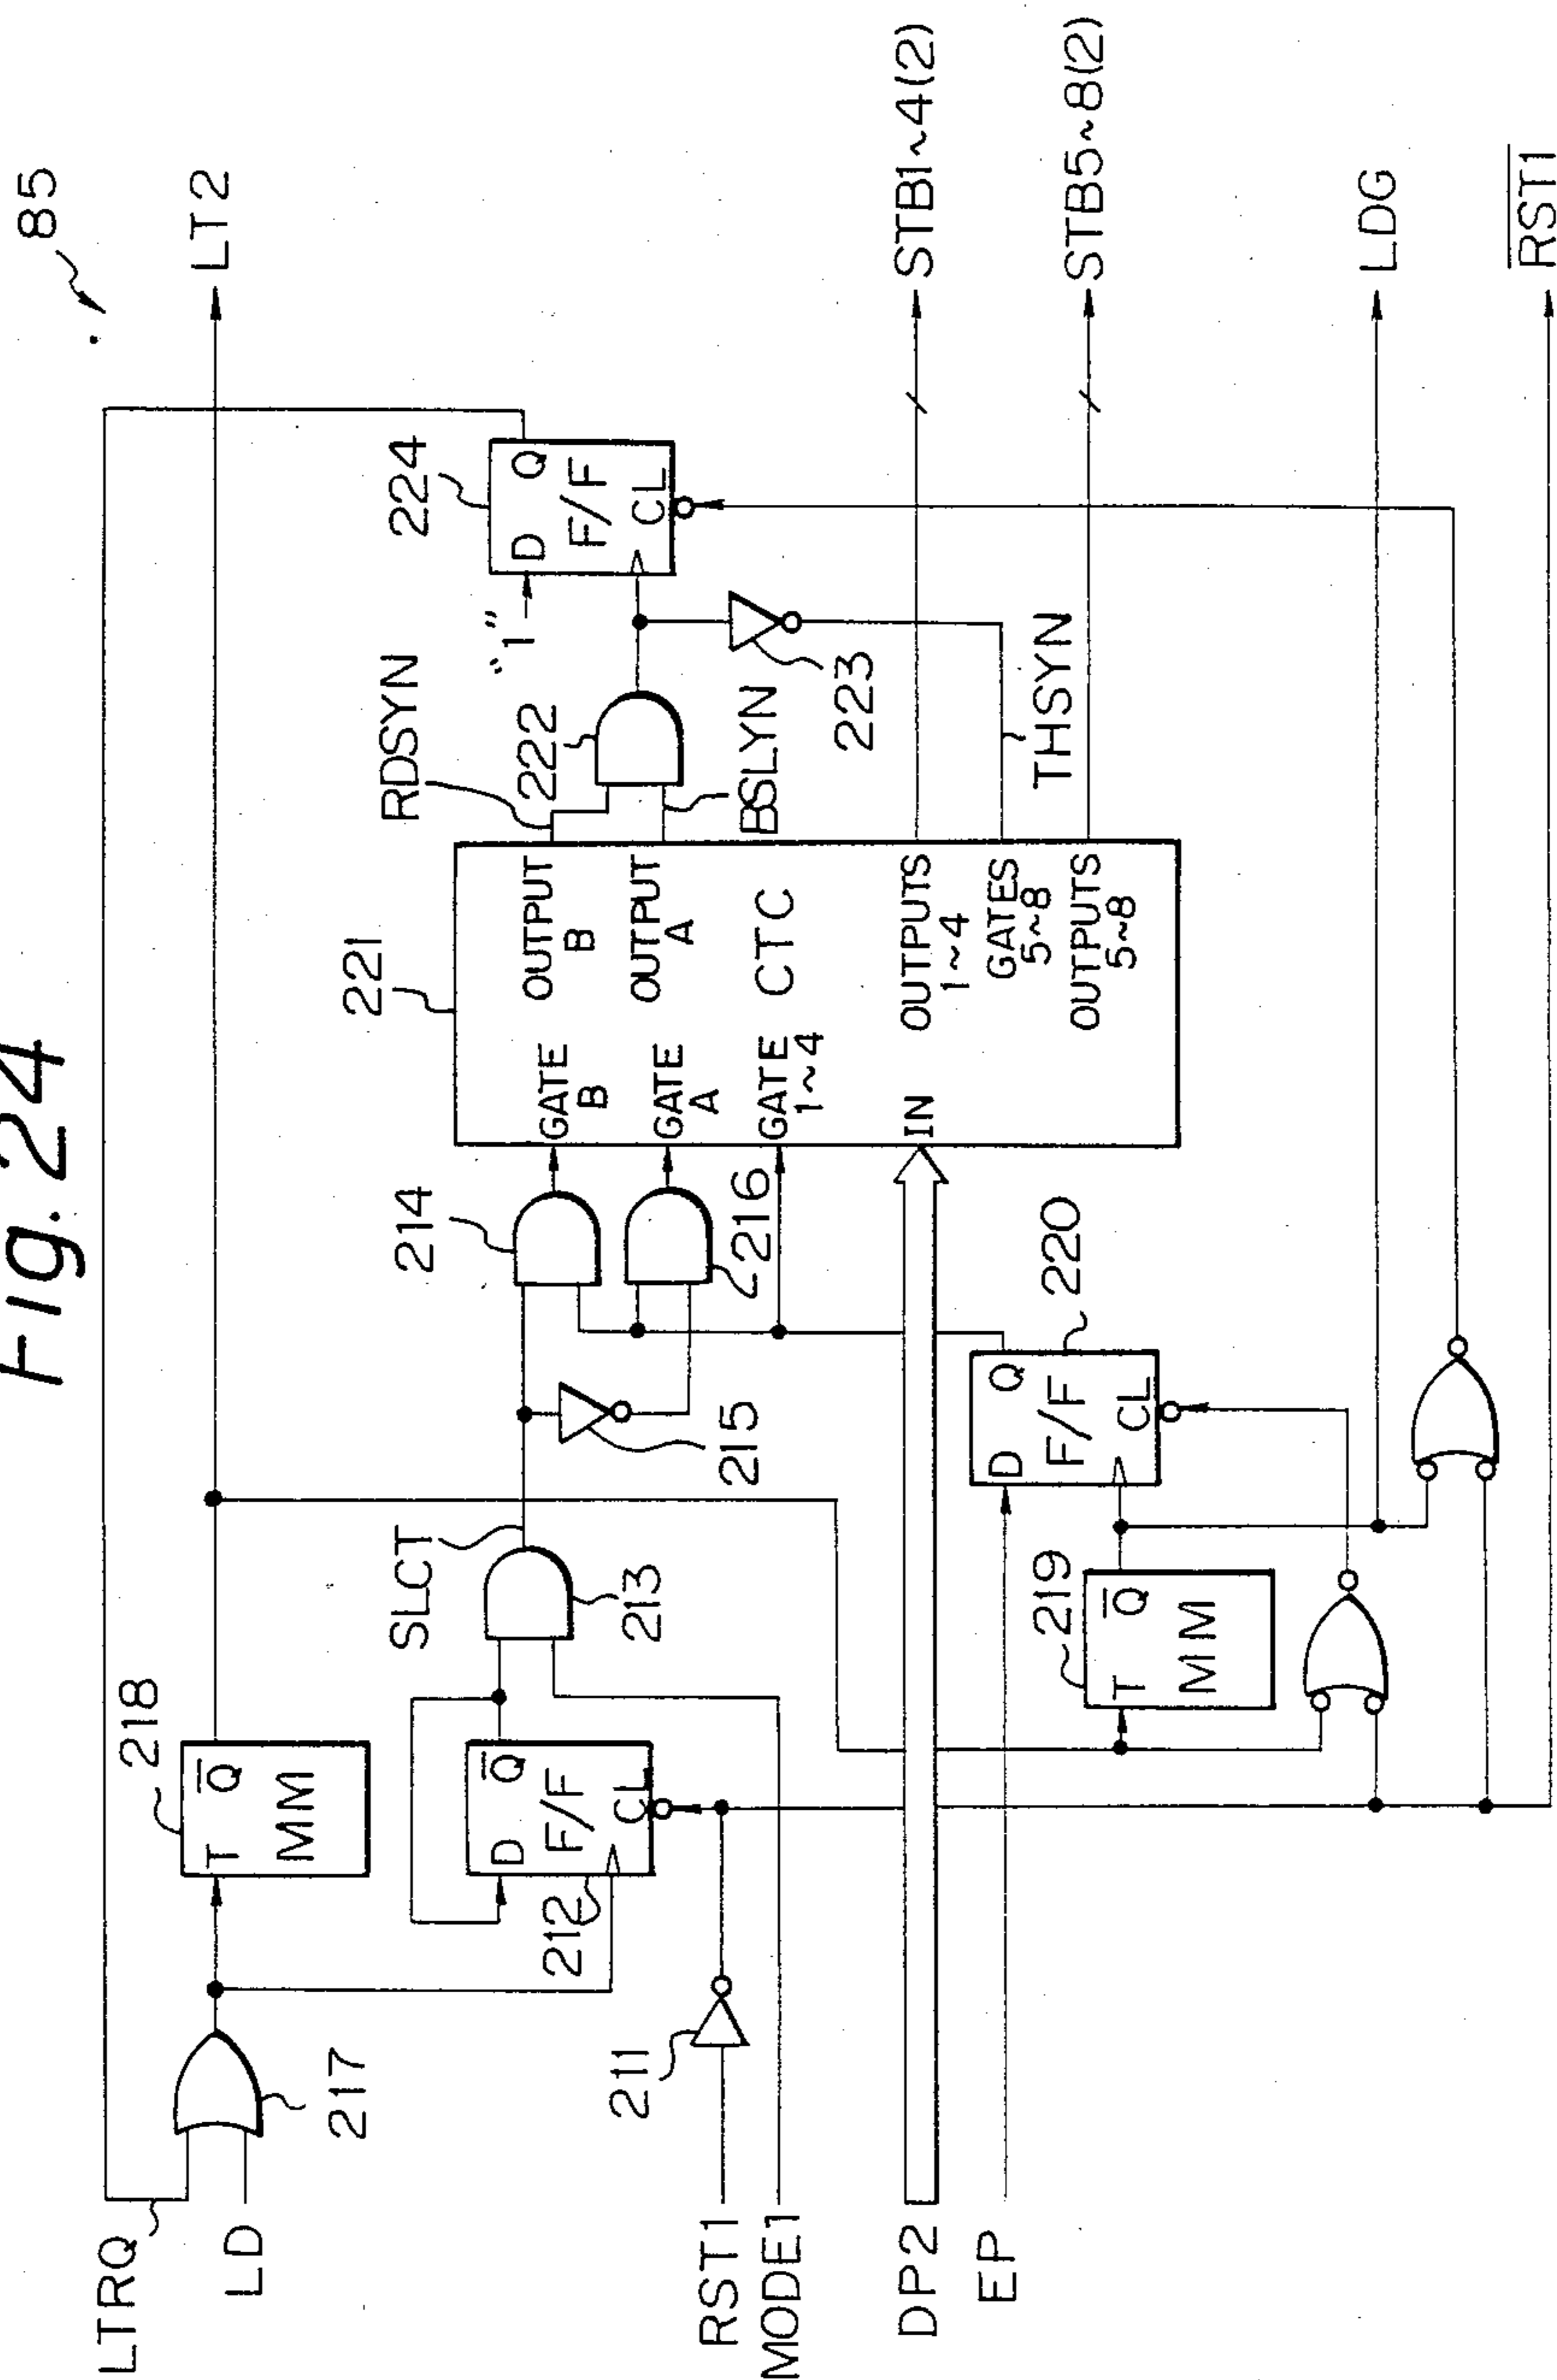 Fig. 24
85
LTRQ
LD
217
218
T Q̅
MM
LT2
RST1
211
MODE1
212
D Q̅
F/F
CL
SLCT
213
214
215
216
221
GATE B
OUTPUT B
GATE A
OUTPUT A
GATE 1~4
CTC
IN
OUTPUTS 1~4
GATES 5~8
OUTPUTS 5~8
RDSYN
222
BSLYN
223
THSYN
224
"1"
D Q
F/F
CL
DP2
EP
219
T Q̅
MM
220
D Q
F/F
CL
STB1~4(2)
STB5~8(2)
LDG
R̅S̅T̅1̅